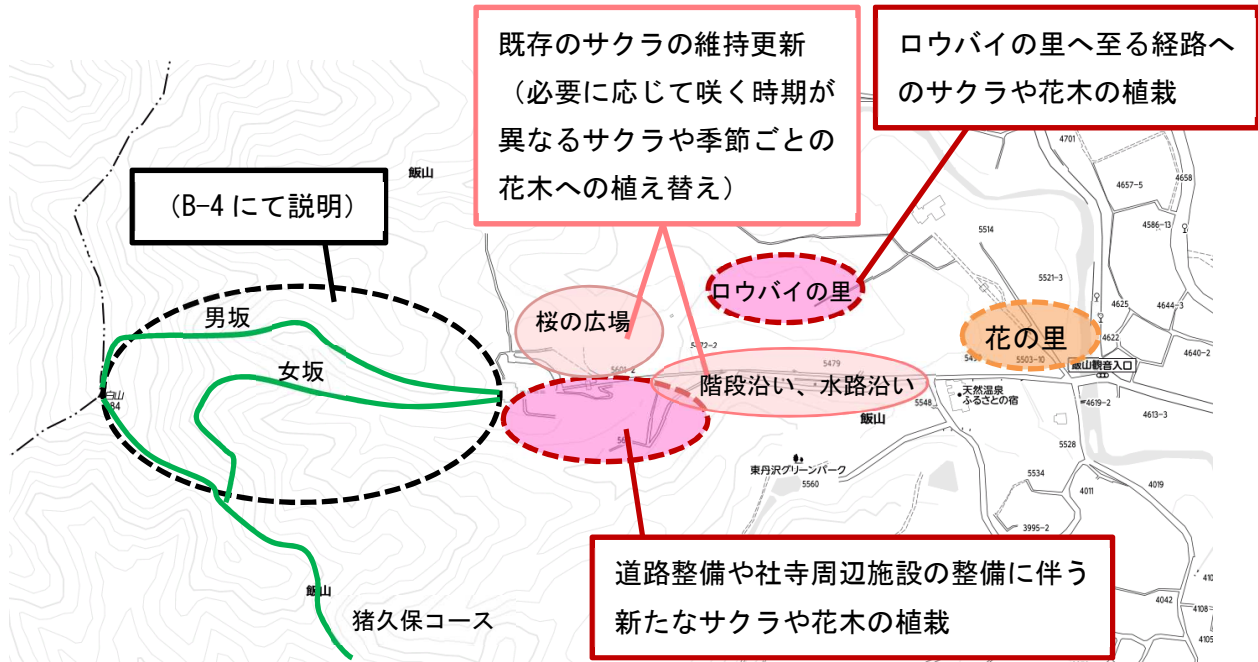 既存のサクラの維持更新
（必要に応じて咲く時期が
異なるサクラや季節ごとの
花木への植え替え）
ロウバイの里へ至る経路へ
のサクラや花木の植栽
（B-4 にて説明）
飯山
4701
4658
4657-5
4586-13
5514
5521-3
ロウバイの里
4625
4644-3
男坂
桜の広場
花の里
4622
5503-10
4640-2
女坂
5479
飯山観音入口
階段沿い、水路沿い
天然温泉
ふるさとの宿
白山
5548
4619-2
4613-3
飯山
5528
東丹沢グリーンパーク
5560
5534
4011
4019
3995-2
道路整備や社寺周辺施設の整備に伴う
新たなサクラや花木の植栽
飯山
猪久保コース
4042
4108
4105